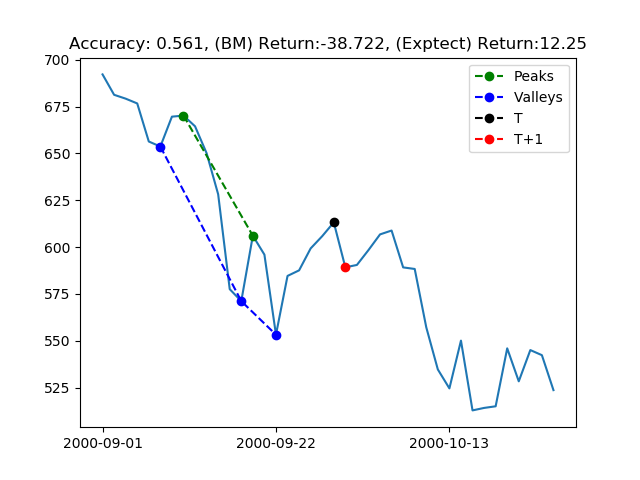 Accuracy: 0.561, (BM) Return:-38.722, (Exptect) Return:12.25
700
675
650
625
600
575
550
525
Peaks
Valleys
T
T+1
2000-09-01
2000-09-22
2000-10-13